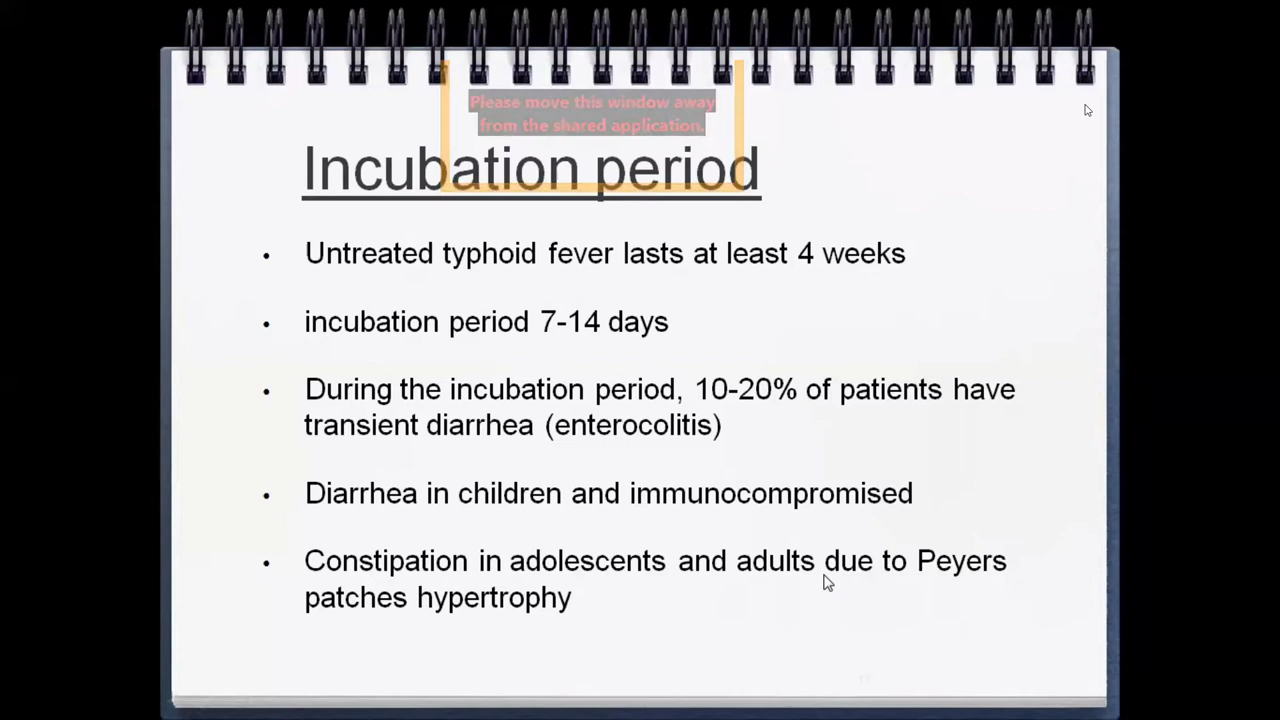 Please move this window away
from the shared application.
Incubation period
• Untreated typhoid fever lasts at least 4 weeks
• incubation period 7-14 days
• During the incubation period, 10-20% of patients have
transient diarrhea (enterocolitis)
• Diarrhea in children and immunocompromised
• Constipation in adolescents and adults due to Peyers
patches hypertrophy